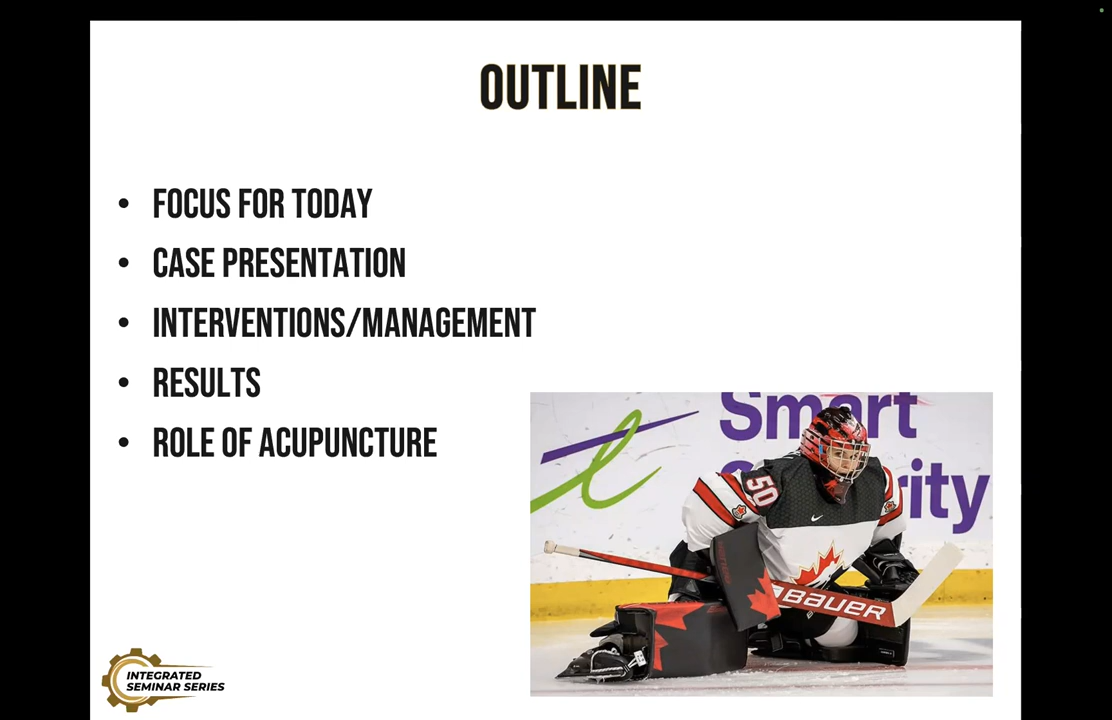 OUTLINE
• FOCUS FOR TODAY
• CASE PRESENTATION
• INTERVENTIONS/MANAGEMENT
• RESULTS
• ROLE OF ACUPUNCTURE
Smart
rity
50
BAUER
INTEGRATED
SEMINAR SERIES